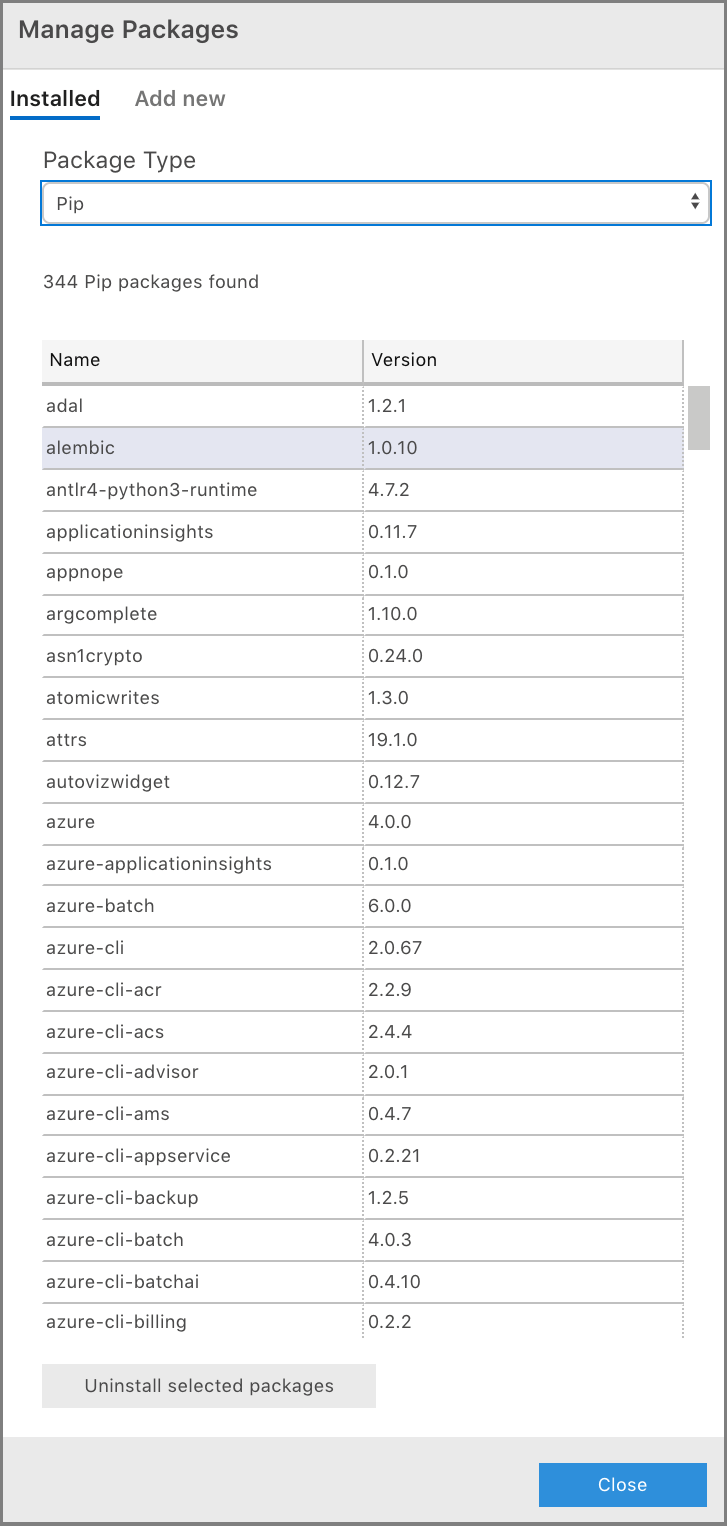 Manage Packages
Installed Add new
Package Type
Pip
344 Pip packages found
Name Version
adal 1.2.1
alembic 1.0.10
antlr4-python3-runtime 4.7.2
applicationinsights 0.11.7
appnope 0.1.0
argcomplete 1.10.0
asn1crypto 0.24.0
atomicwrites 1.3.0
attrs 19.1.0
autovizwidget 0.12.7
azure 4.0.0
azure-applicationinsights 0.1.0
azure-batch 6.0.0
azure-cli 2.0.67
azure-cli-acr 2.2.9
azure-cli-acs 2.4.4
azure-cli-advisor 2.0.1
azure-cli-ams 0.4.7
azure-cli-appservice 0.2.21
azure-cli-backup 1.2.5
azure-cli-batch 4.0.3
azure-cli-batchai 0.4.10
azure-cli-billing 0.2.2
Uninstall selected packages
Close